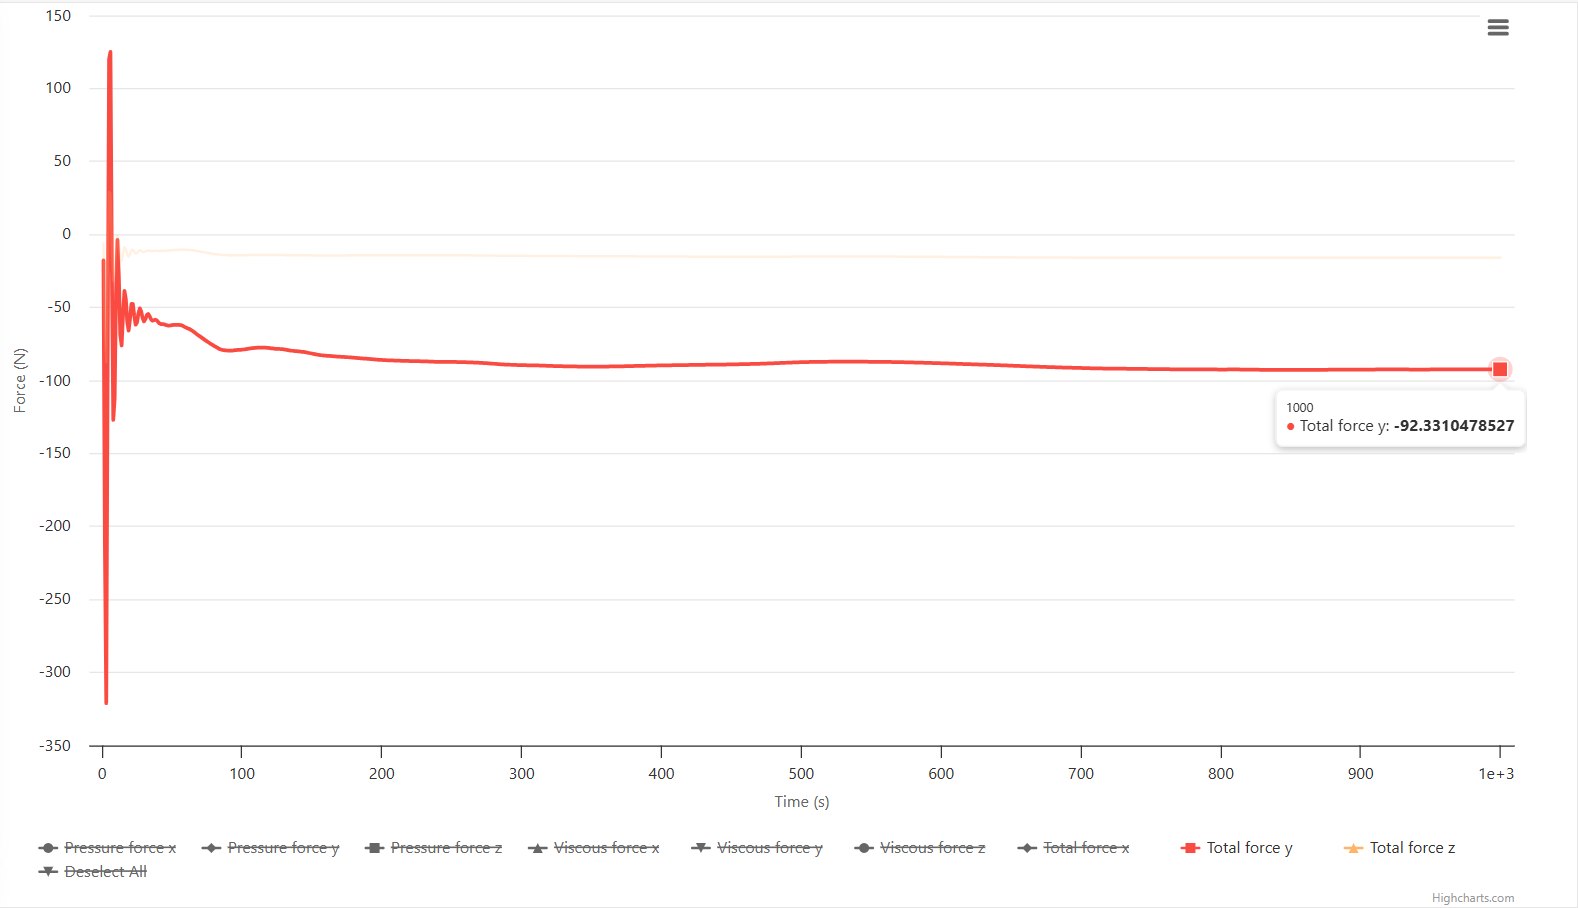 150
100
50
0
-50
-100
-150
-200
-250
-300
-350
Force (N)
1000
Total force y: -92.3310478527
0 100 200 300 400 500 600 700 800 900 1e+3
Time (s)
Pressure force x Pressure force y Pressure force z Viscous force x Viscous force y Viscous force z Total force x Total force y Total force z
Deselect All
Highcharts.com